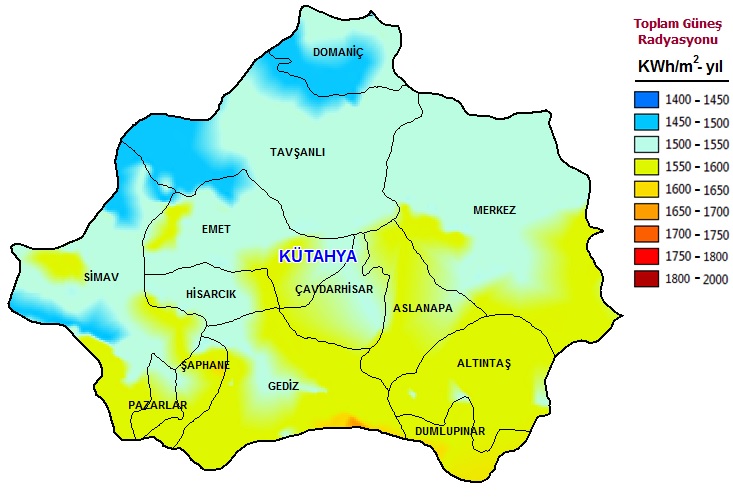 Toplam Güneş
Radyasyonu
KWh/m²- yıl
1400 - 1450
1450 - 1500
1500 - 1550
1550 - 1600
1600 - 1650
1650 - 1700
1700 - 1750
1750 - 1800
1800 - 2000
DOMANİÇ
TAVŞANLI
MERKEZ
EMET
KÜTAHYA
SİMAV
HİSARCIK
ÇAVDARHİSAR
ASLANAPA
ŞAPHANE
ALTINTAŞ
GEDİZ
PAZARLAR
DUMLUPINAR